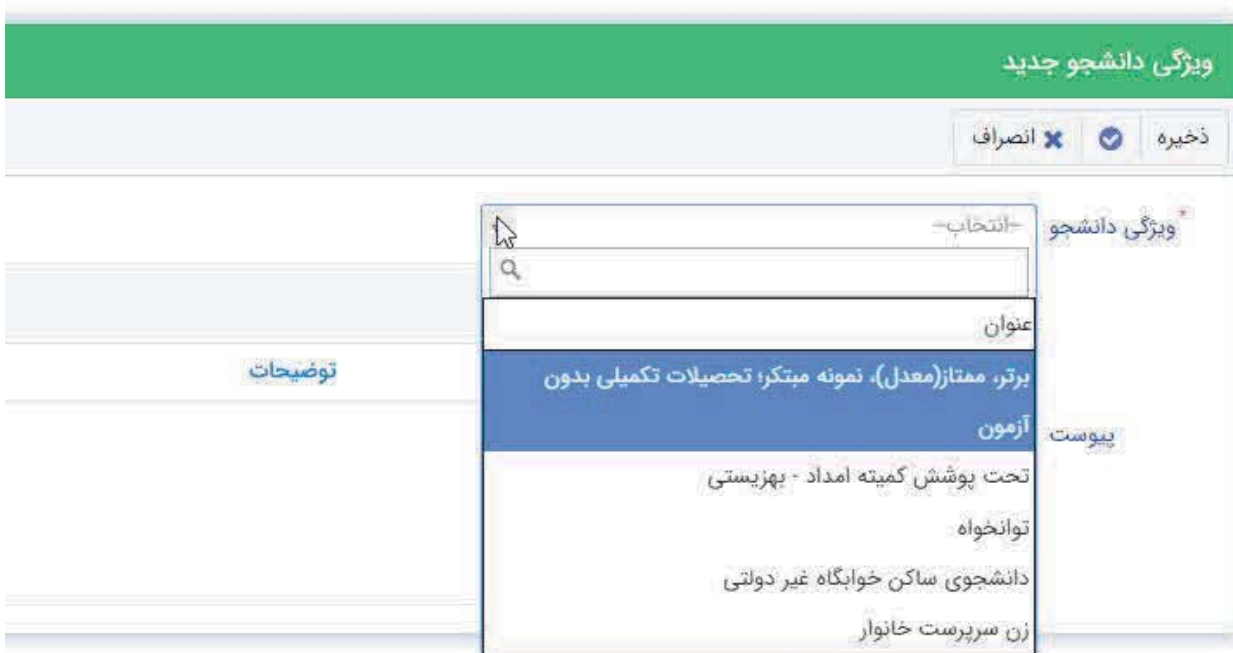 ویژگی دانشجو جدید
ذخیره انصراف
*ویژگی دانشجو -انتخاب-
عنوان
توضیحات
برتر، ممتاز(معدل)، نمونه مبتکر؛ تحصیلات تکمیلی بدون
آزمون
پیوست
تحت پوشش کمیته امداد - بهزیستی
توانخواه
دانشجوی ساکن خوابگاه غیر دولتی
زن سرپرست خانوار